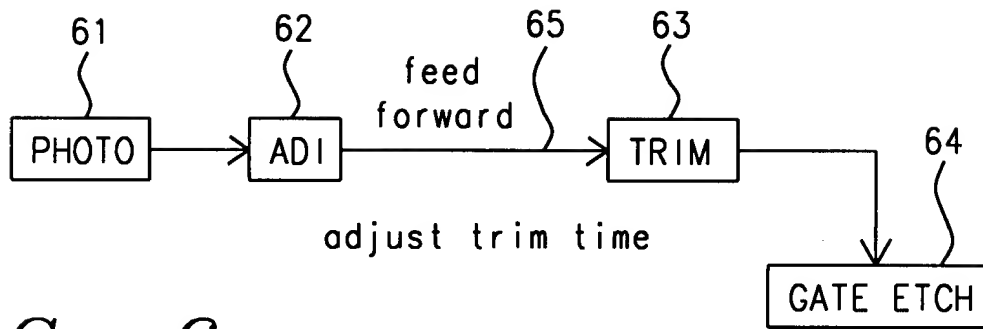 61 62 65 63
feed
forward
64
PHOTO ADI TRIM
adjust trim time
GATE ETCH